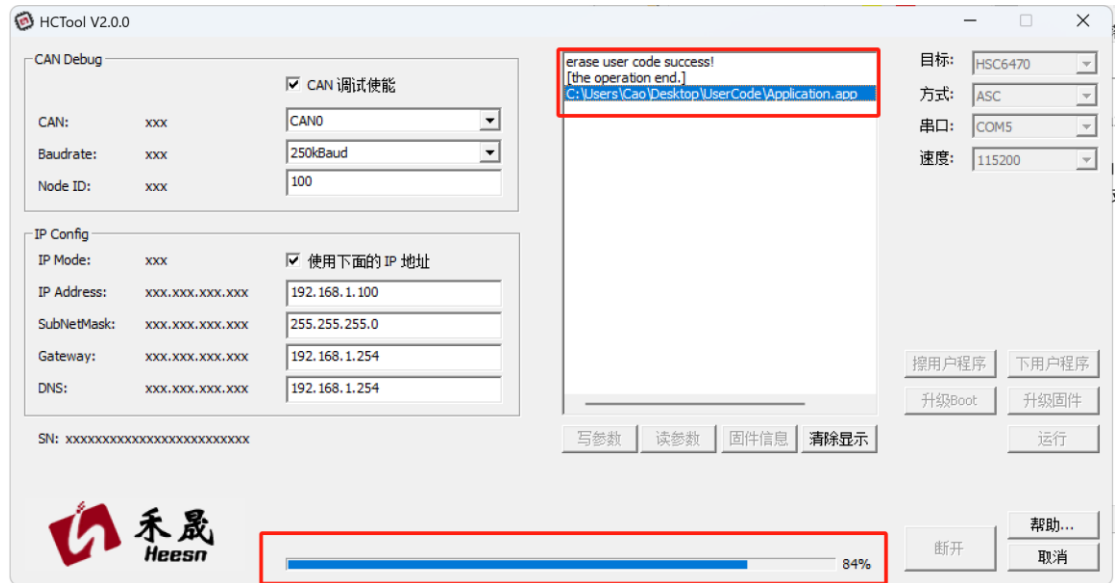 HCTool V2.0.0
CAN Debug
CAN 调试使能
CAN: xxx CAN0
Baudrate: xxx 250kBaud
Node ID: xxx 100
IP Config
IP Mode: xxx 使用下面的 IP 地址
IP Address: xxx.xxx.xxx.xxx 192.168.1.100
SubNetMask: xxx.xxx.xxx.xxx 255.255.255.0
Gateway: xxx.xxx.xxx.xxx 192.168.1.254
DNS: xxx.xxx.xxx.xxx 192.168.1.254
SN: xxxxxxxxxxxxxxxxxxxxxxxxx
erase user code success!
[the operation end.]
C:\Users\Cao\Desktop\UserCode\Application.app
写参数 读参数 固件信息 清除显示
目标: HSC6470
方式: ASC
串口: COM5
速度: 115200
擦用户程序 下用户程序
升级Boot 升级固件
运行
禾晟
Heesn
84%
断开
帮助...
取消